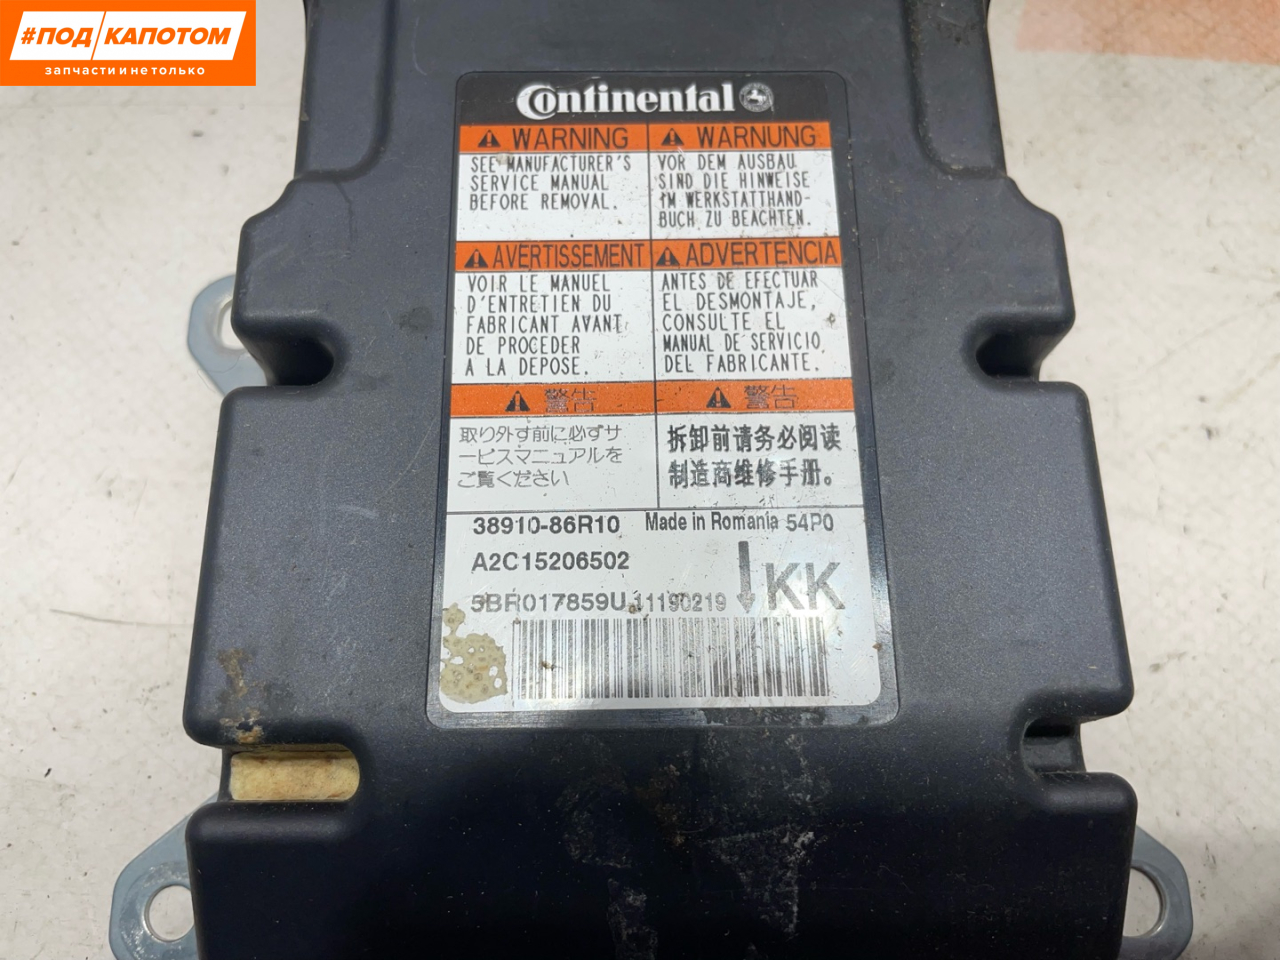 #ПОД КАПОТОМ
запчасти и не только
Continental
WARNING
SEE MANUFACTURER'S
SERVICE MANUAL
BEFORE REMOVAL.
WARNUNG
VOR DEM AUSBAU
SIND DIE HINWEISE
IM WERKSTATTHAND-
BUCH ZU BEACHTEN.
AVERTISSEMENT
VOIR LE MANUEL
D'ENTRETIEN DU
FABRICANT AVANT
DE PROCEDER
A LA DEPOSE.
ADVERTENCIA
ANTES DE EFECTUAR
EL DESMONTAJE,
CONSULTE EL
MANUAL DE SERVICIO
DEL FABRICANTE.
警告
取り外す前に必ずサ
ービスマニュアルを
ご覧ください
警告
拆卸前请务必阅读
制造商维修手册。
38910-86R10 Made in Romania 54P0
A2C15206502
5BR017859U 11190219
KK